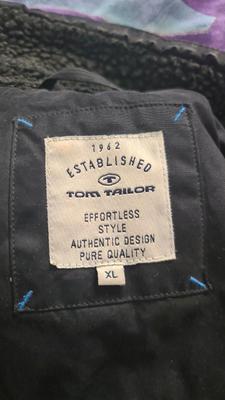 1962
ESTABLISHED
TOM TAILOR
EFFORTLESS
STYLE
AUTHENTIC DESIGN
PURE QUALITY
XL